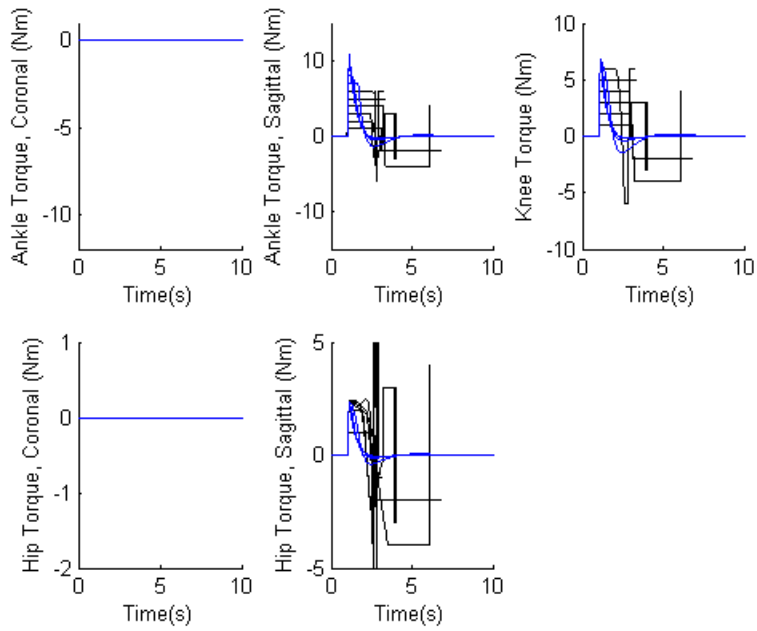 Ankle Torque, Coronal (Nm)
0
-5
-10
0 5 10
Time(s)
Ankle Torque, Sagittal (Nm)
10
0
-10
0 5 10
Time(s)
Knee Torque (Nm)
10
5
0
-5
-10
0 5 10
Time(s)
Hip Torque, Coronal (Nm)
1
0
-1
-2
0 5 10
Time(s)
Hip Torque, Sagittal (Nm)
5
0
-5
0 5 10
Time(s)